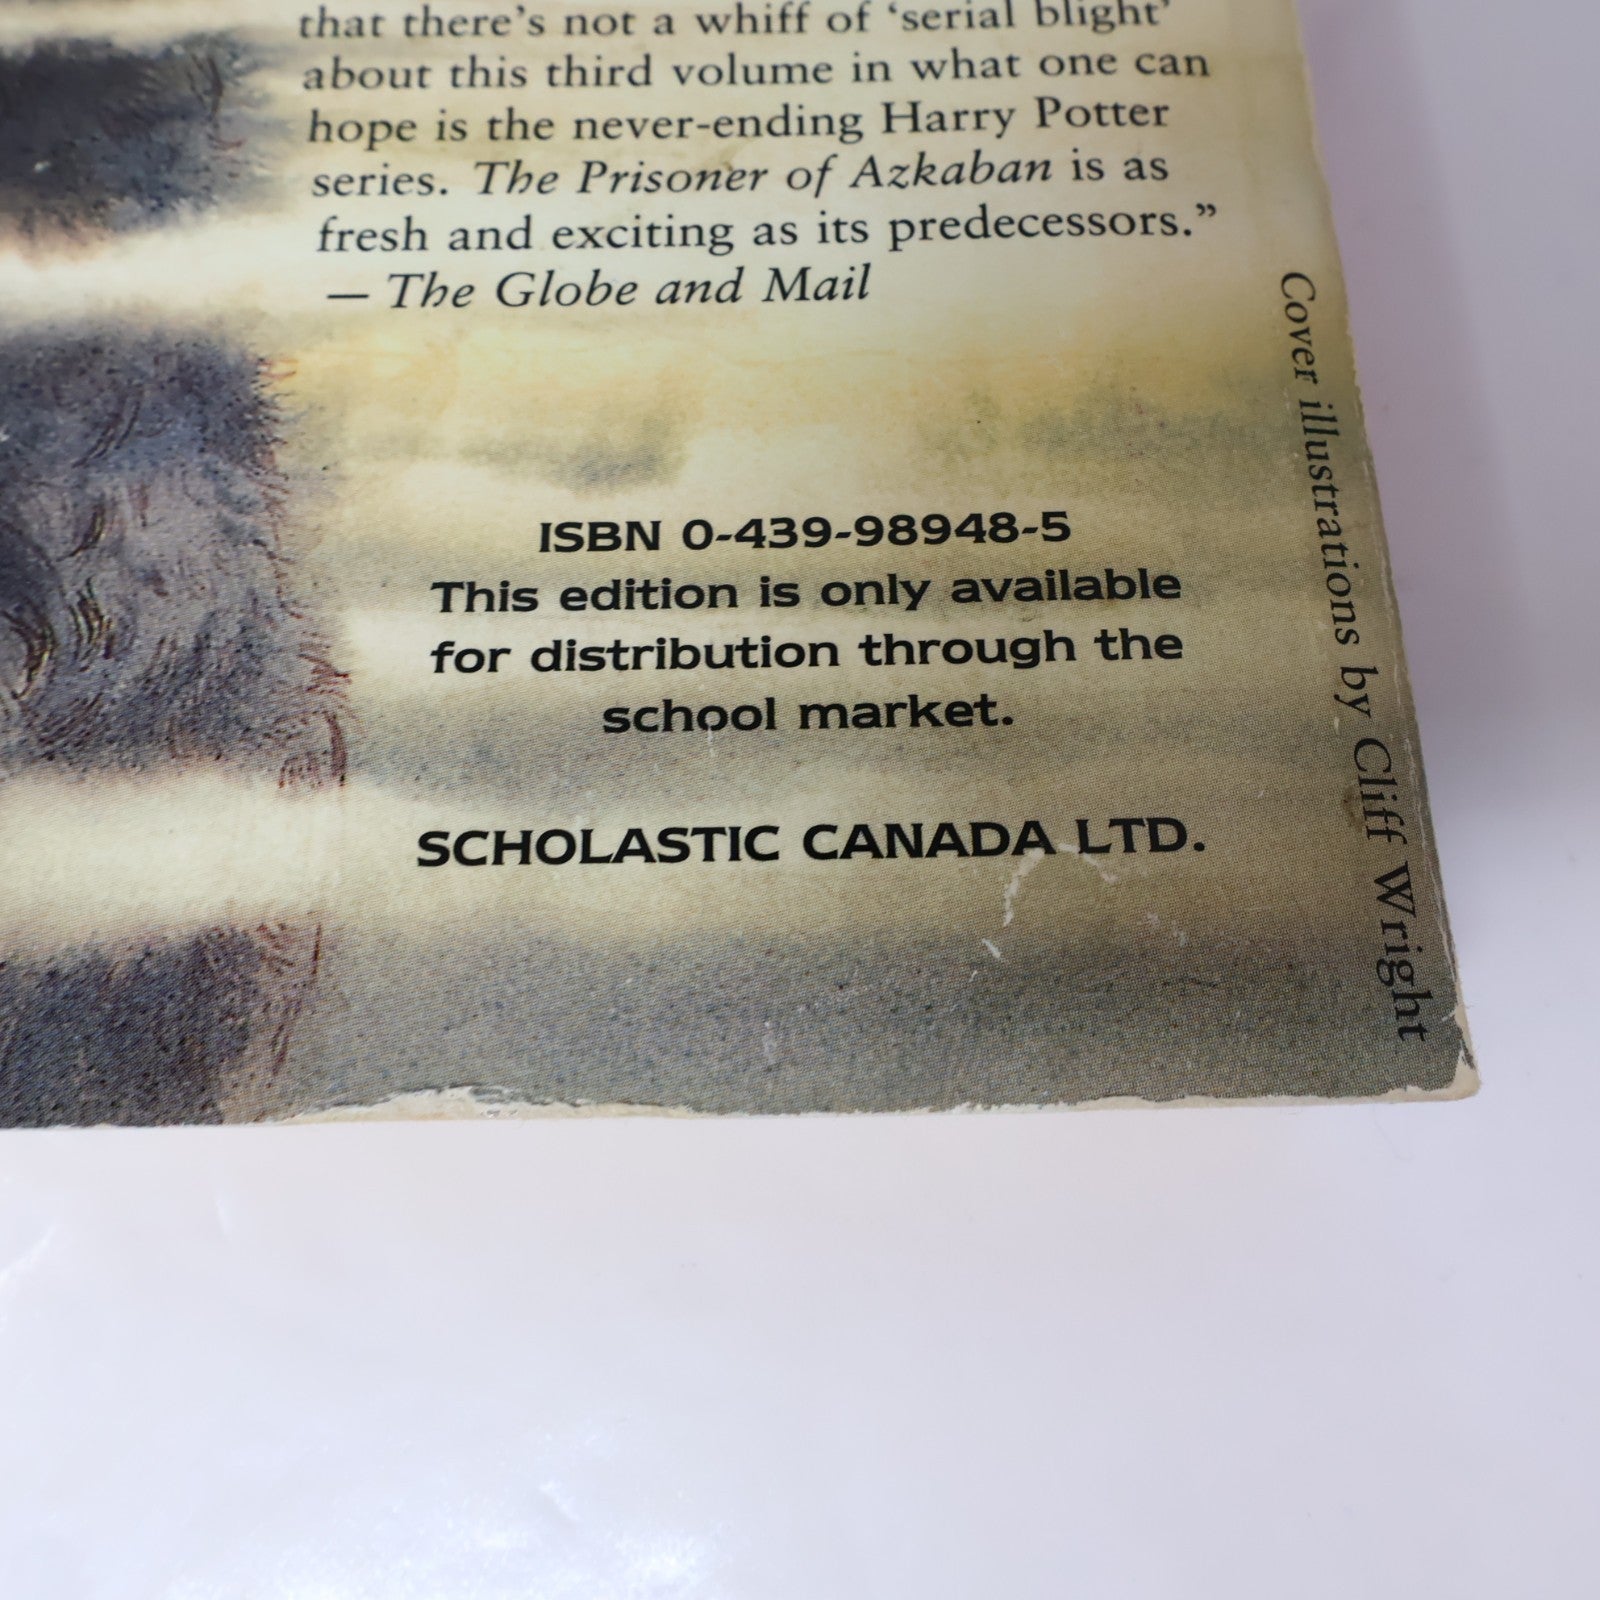 that there's not a whiff of ‘serial blight’
about this third volume in what one can
hope is the never-ending Harry Potter
series. The Prisoner of Azkaban is as
fresh and exciting as its predecessors.”
— The Globe and Mail
ISBN 0-439-98948-5
This edition is only available
for distribution through the
school market.
SCHOLASTIC CANADA LTD.
Cover illustrations by Cliff Wright